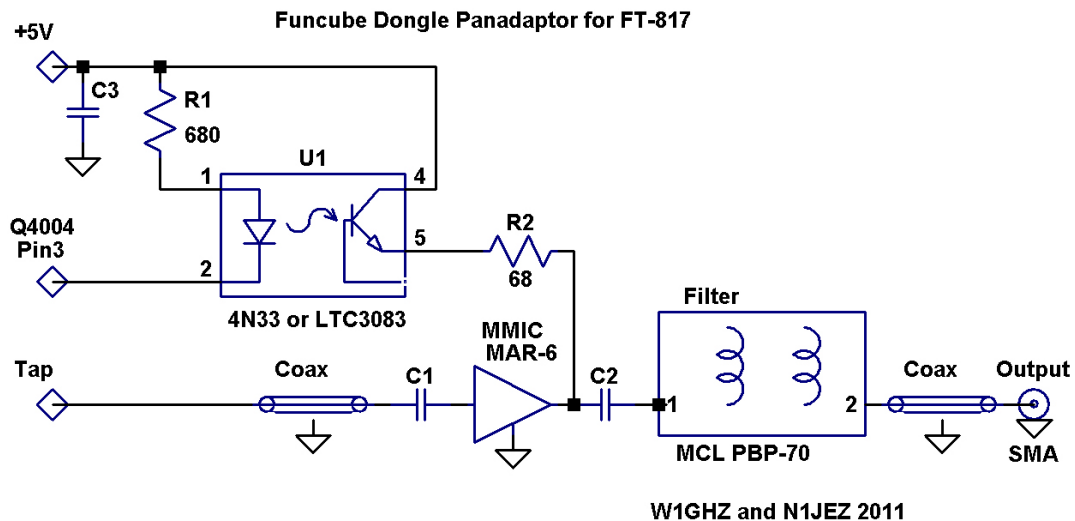 Funcube Dongle Panadaptor for FT-817
+5V
C3
R1
680
U1
1
4
Q4004
Pin3
2
5
R2
68
4N33 or LTC3083
Filter
MMIC
MAR-6
Tap
Coax
C1
C2
1
2
Coax
Output
MCL PBP-70
SMA
W1GHZ and N1JEZ 2011